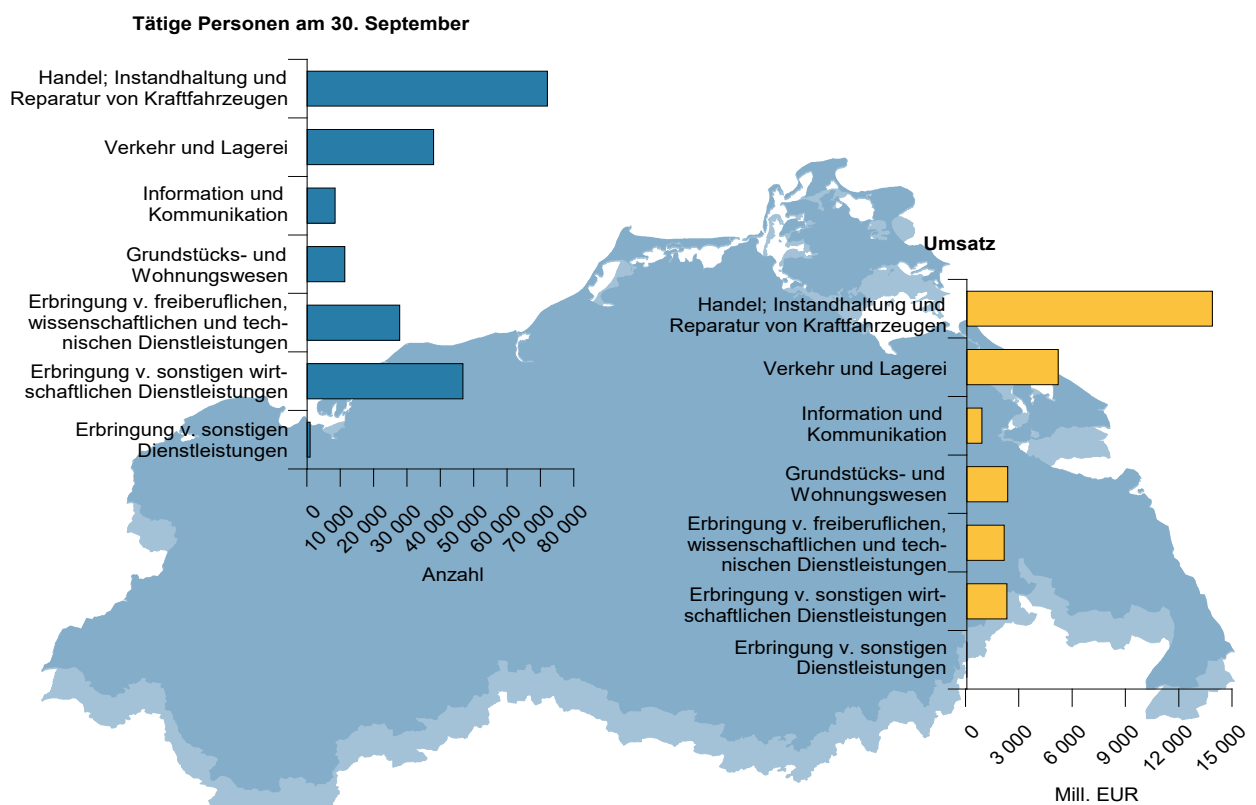 Tätige Personen am 30. September
Handel; Instandhaltung und
Reparatur von Kraftfahrzeugen
Verkehr und Lagerei
Information und
Kommunikation
Grundstücks- und
Wohnungswesen
Erbringung v. freiberuflichen,
wissenschaftlichen und tech-
nischen Dienstleistungen
Erbringung v. sonstigen wirt-
schaftlichen Dienstleistungen
Erbringung v. sonstigen
Dienstleistungen
0
10 000
20 000
30 000
40 000
50 000
60 000
70 000
80 000
Anzahl
Umsatz
Handel; Instandhaltung und
Reparatur von Kraftfahrzeugen
Verkehr und Lagerei
Information und
Kommunikation
Grundstücks- und
Wohnungswesen
Erbringung v. freiberuflichen,
wissenschaftlichen und tech-
nischen Dienstleistungen
Erbringung v. sonstigen wirt-
schaftlichen Dienstleistungen
Erbringung v. sonstigen
Dienstleistungen
0
3 000
6 000
9 000
12 000
15 000
Mill. EUR